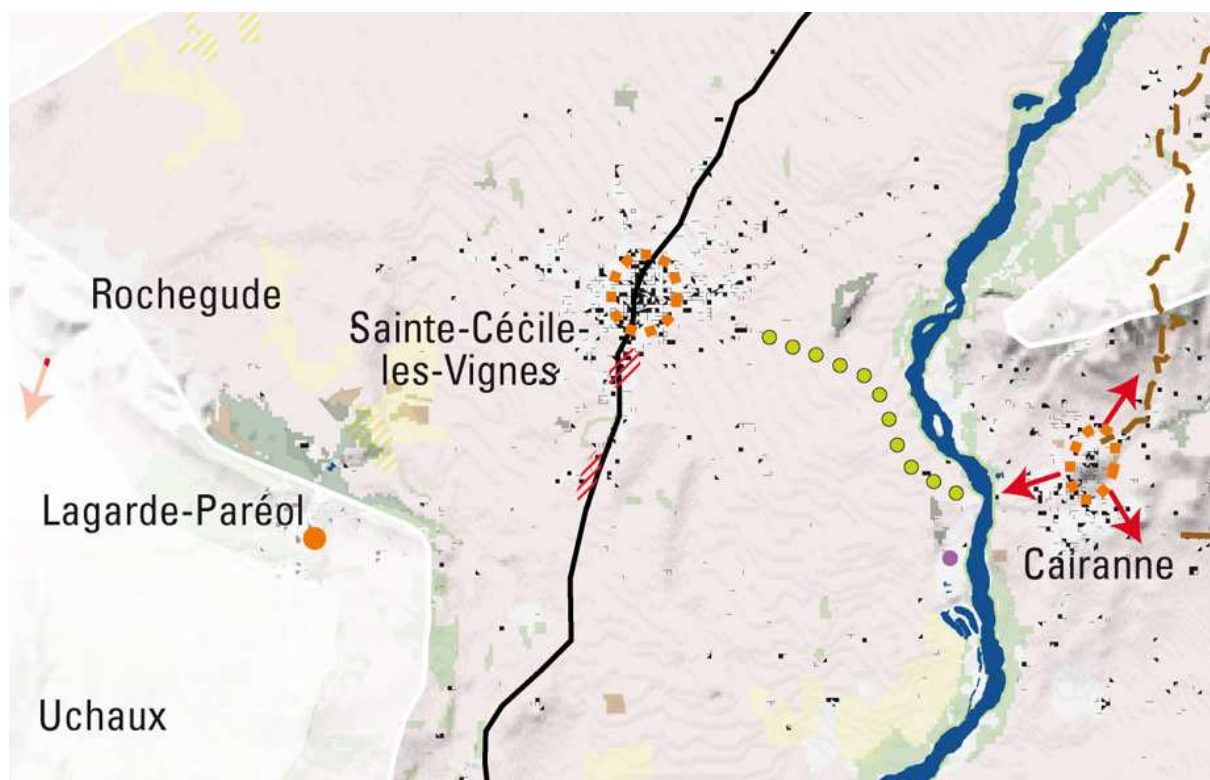 Rochegude
Sainte-Cécile-
les-Vignes
Lagarde-Paréol
Cairanne
Uchaux